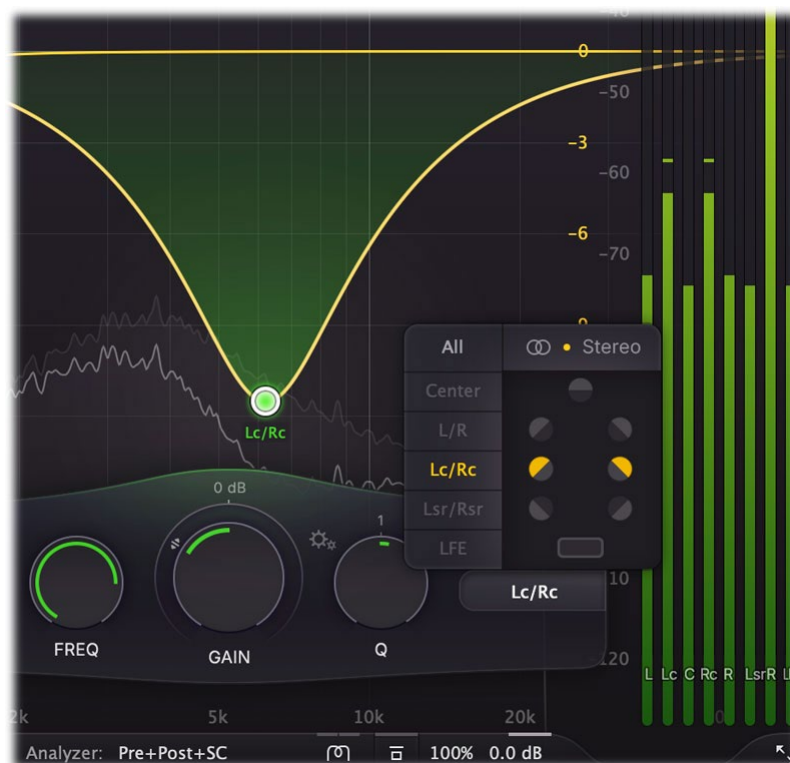 0
-50
-3
-60
-6
-70
All
Stereo
Center
L/R
Lc/Rc
Lc/Rc
Lsr/Rsr
LFE
0 dB
1
10
Lc/Rc
FREQ
GAIN
Q
120
L Lc C Rc R LsrR
2k 5k 10k 20k
Analyzer: Pre+Post+SC 100% 0.0 dB